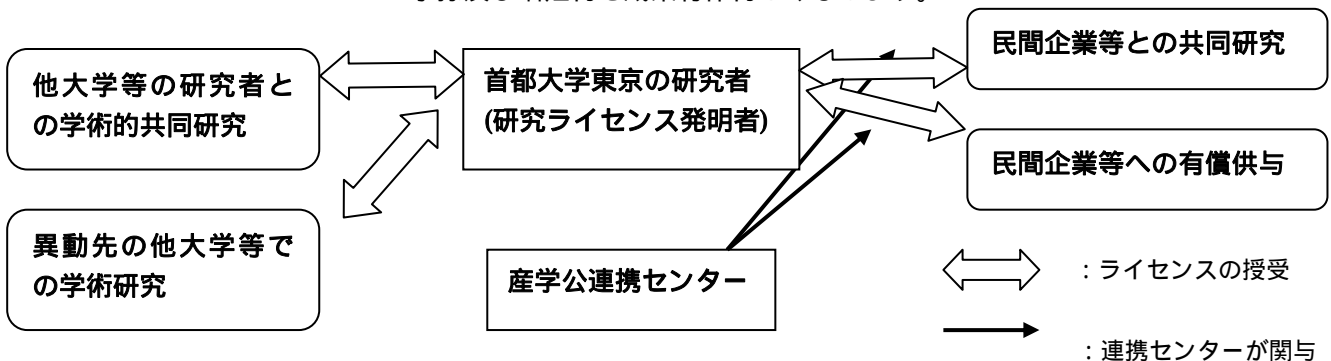 他大学等の研究者と
の学術的共同研究
異動先の他大学等で
の学術研究
首都大学東京の研究者
(研究ライセンス発明者)
産学公連携センター
民間企業等との共同研究
民間企業等への有償供与
：ライセンスの授受
：連携センターが関与